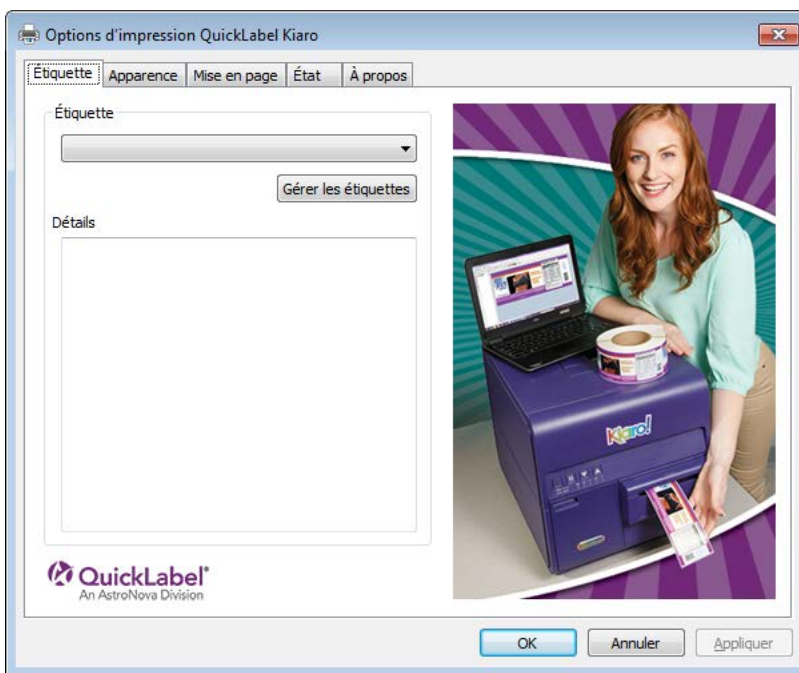 Options d'impression QuickLabel Kiaro
Étiquette
Apparence
Mise en page
État
À propos
Étiquette
Gérer les étiquettes
Détails
Kiaro!
QuickLabel®
An AstroNova Division
OK
Annuler
Appliquer